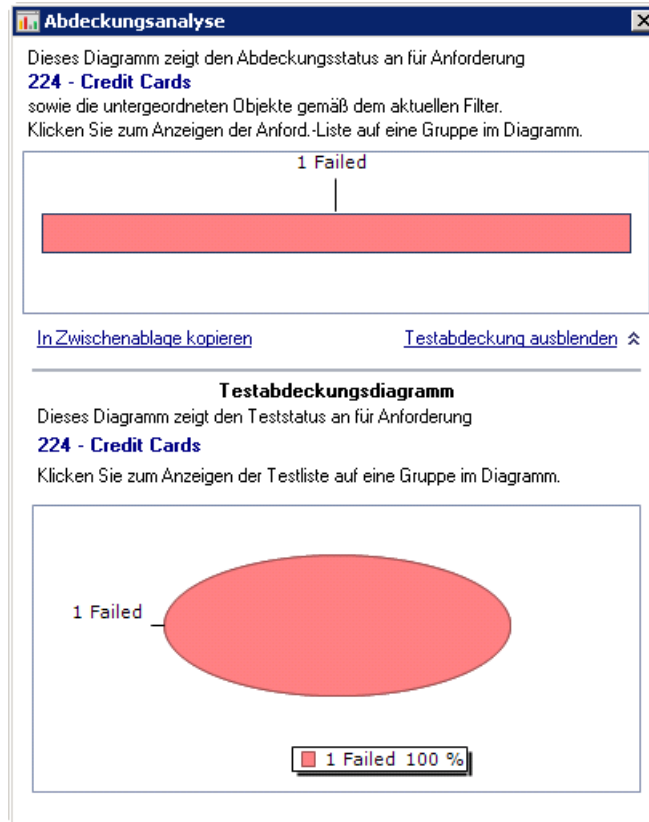 Abdeckungsanalyse
Dieses Diagramm zeigt den Abdeckungsstatus an für Anforderung
224 - Credit Cards
sowie die untergeordneten Objekte gemäß dem aktuellen Filter.
Klicken Sie zum Anzeigen der Anford.-Liste auf eine Gruppe im Diagramm.
1 Failed
In Zwischenablage kopieren Testabdeckung ausblenden
Testabdeckungsdiagramm
Dieses Diagramm zeigt den Teststatus an für Anforderung
224 - Credit Cards
Klicken Sie zum Anzeigen der Testliste auf eine Gruppe im Diagramm.
1 Failed
1 Failed 100 %